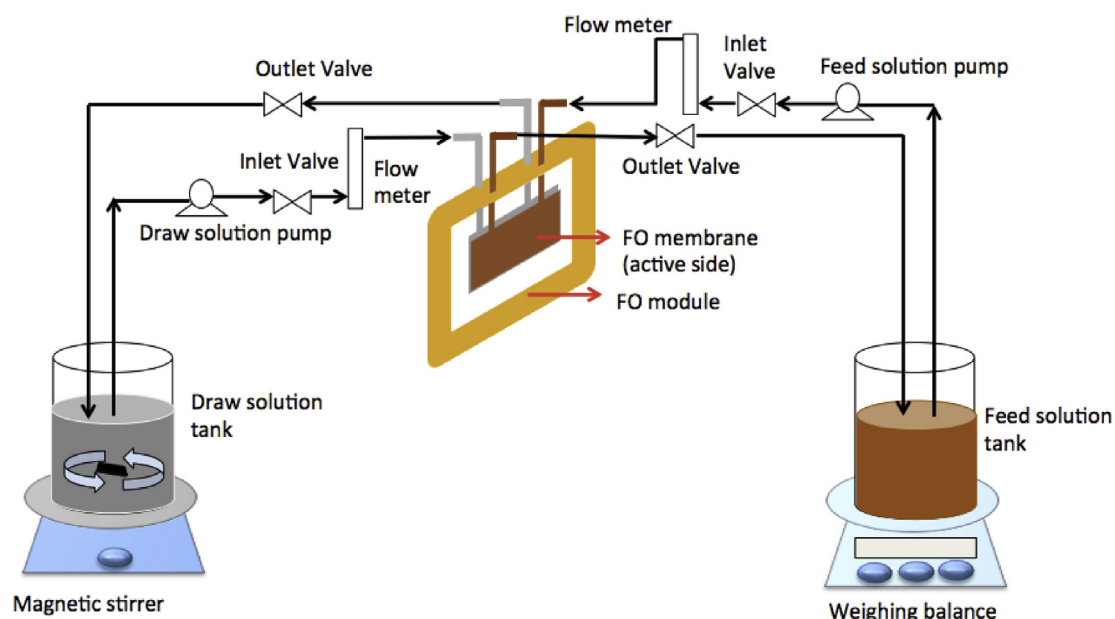 Flow meter
Inlet
Valve
Feed solution pump
Outlet Valve
Inlet Valve
Flow
meter
Outlet Valve
Draw solution pump
FO membrane
(active side)
FO module
Draw solution
tank
Feed solution
tank
Magnetic stirrer
Weighing balance